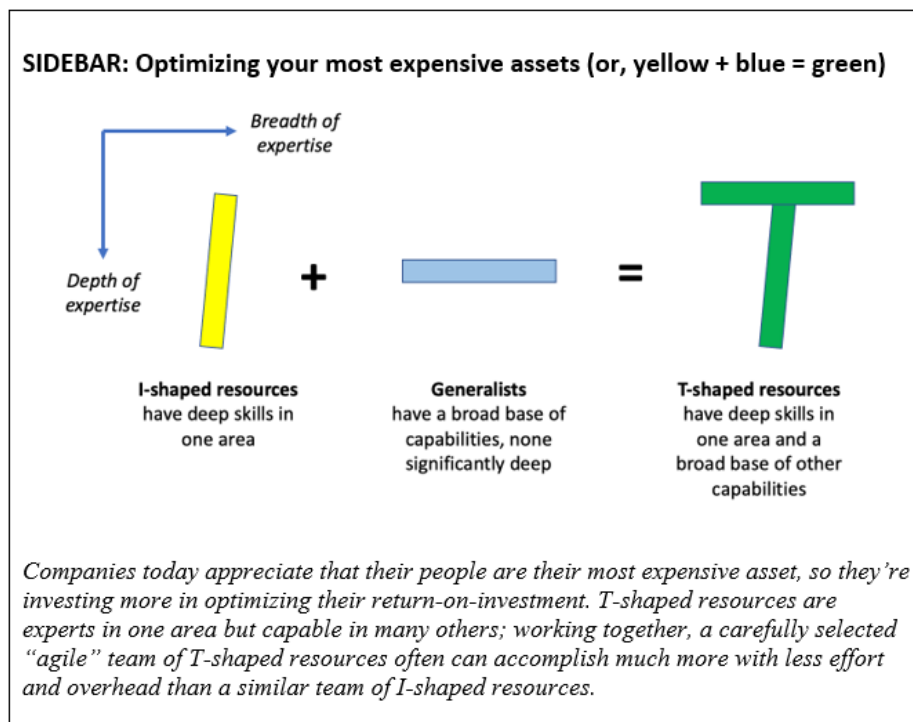 SIDEBAR: Optimizing your most expensive assets (or, yellow + blue = green)
Breadth of
expertise
Depth of
expertise
+
=
I-shaped resources
have deep skills in
one area
Generalists
have a broad base of
capabilities, none
significantly deep
T-shaped resources
have deep skills in
one area and a
broad base of other
capabilities
Companies today appreciate that their people are their most expensive asset, so they’re
investing more in optimizing their return-on-investment. T-shaped resources are
experts in one area but capable in many others; working together, a carefully selected
“agile” team of T-shaped resources often can accomplish much more with less effort
and overhead than a similar team of I-shaped resources.